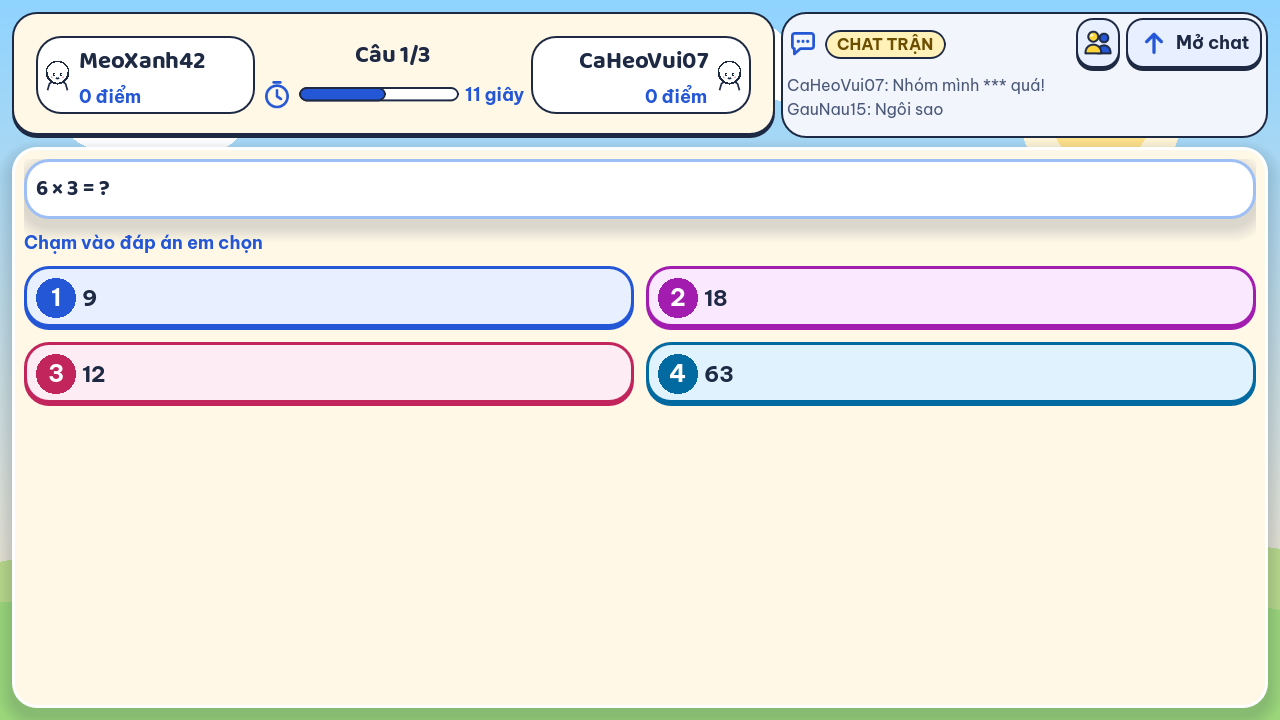 MeoXanh42
0 điểm
Câu 1/3
11 giây
CaHeoVui07
0 điểm
CHAT TRẬN
Mở chat
CaHeoVui07: Nhóm mình *** quá!
GauNau15: Ngôi sao
6 × 3 = ?
Chạm vào đáp án em chọn
1 9
2 18
3 12
4 63